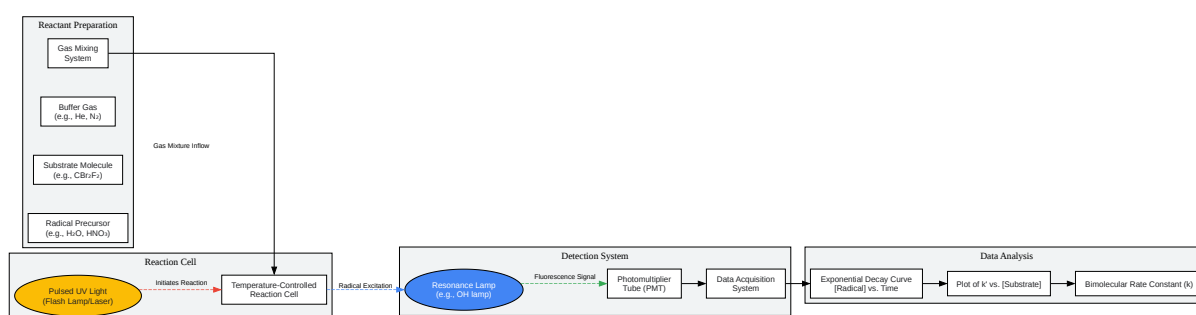 Reactant Preparation
Gas Mixing
System
Buffer Gas
(e.g., He, N₂)
Gas Mixture Inflow
Substrate Molecule
(e.g., CBr₂F₂)
Radical Precursor
(e.g., H₂O, HNO₃)
Reaction Cell
Pulsed UV Light
(Flash Lamp/Laser)
Initiates Reaction
Temperature-Controlled
Reaction Cell
Radical Excitation
Detection System
Resonance Lamp
(e.g., OH lamp)
Fluorescence Signal
Photomultiplier
Tube (PMT)
Data Acquisition
System
Data Analysis
Exponential Decay Curve
[Radical] vs. Time
Plot of k' vs. [Substrate]
Bimolecular Rate Constant (k)